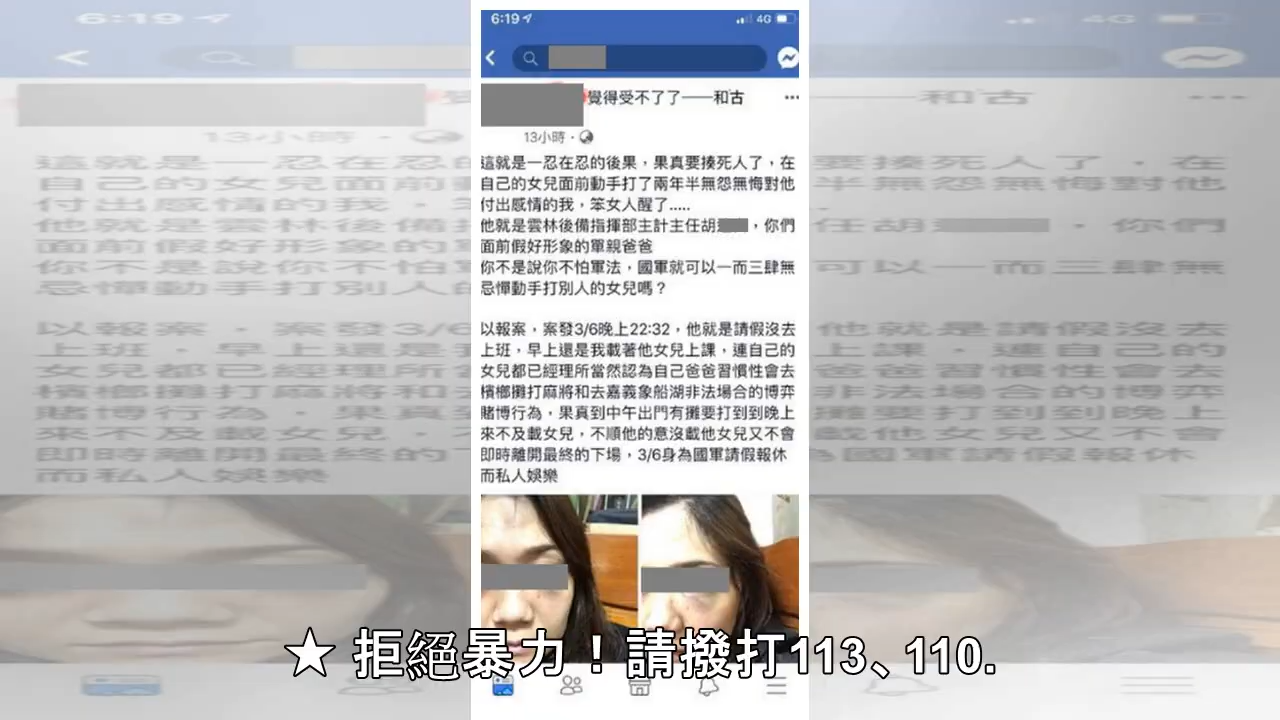 6:19
4G
覺得受不了了——和古
13小時
這就是一忍在忍的後果，果真要揍死人了，在
自己的女兒面前動手打了兩年半無怨無悔對他
付出感情的我，笨女人醒了.....
他就是雲林後備指揮部主計主任胡，你們
面前假好形象的單親爸爸
你不是說你不怕軍法，國軍就可以一而三肆無
忌憚動手打別人的女兒嗎？
以報案，案發3/6晚上22:32，他就是請假沒去
上班，早上還是我載著他女兒上課，連自己的
女兒都已經理所當然認為自己爸爸習慣性會去
檳榔攤打麻將和去嘉義象船湖非法場合的博弈
賭博行為，果真到中午出門有攤要打到到晚上
來不及載女兒，不順他的意沒載他女兒又不會
即時離開最終的下場，3/6身為國軍請假報休
而私人娛樂
★ 拒絕暴力！請撥打113、110.